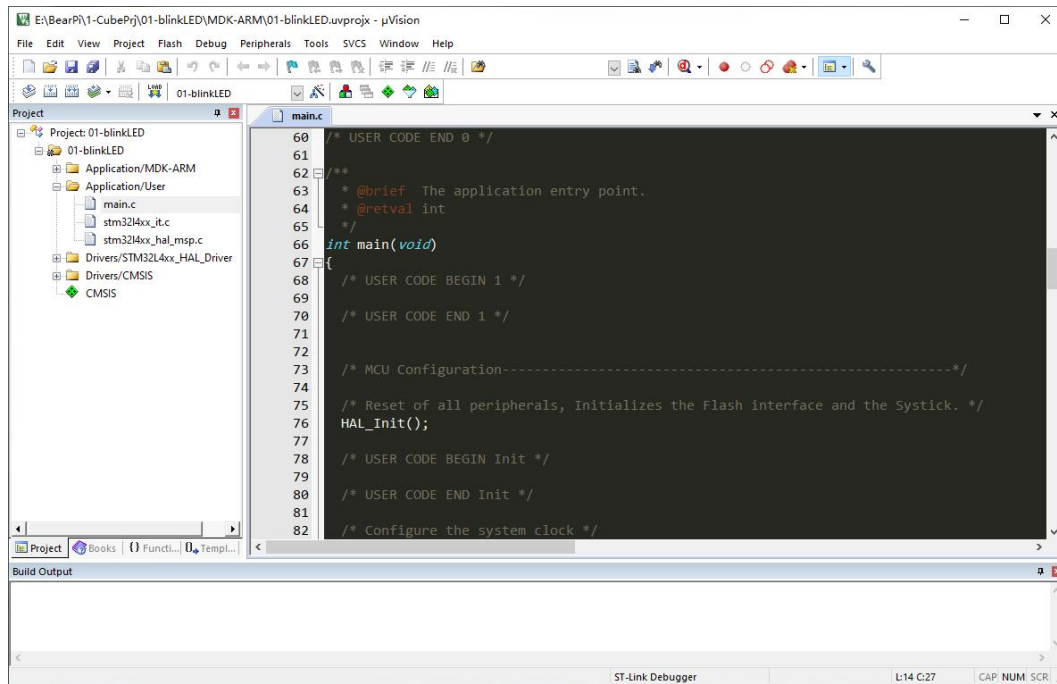 E:\BearPi\1-CubePrj\01-blinkLED\MDK-ARM\01-blinkLED.uvprojx - µVision
File Edit View Project Flash Debug Peripherals Tools SVCS Window Help
LOAD 01-blinkLED
Project
main.c
Project: 01-blinkLED
01-blinkLED
Application/MDK-ARM
Application/User
main.c
stm32l4xx_it.c
stm32l4xx_hal_msp.c
Drivers/STM32L4xx_HAL_Driver
Drivers/CMSIS
CMSIS
60 /* USER CODE END 0 */
61
62 /**
63 * @brief The application entry point.
64 * @retval int
65 */
66 int main(void)
67 {
68 /* USER CODE BEGIN 1 */
69
70 /* USER CODE END 1 */
71
72
73 /* MCU Configuration--------------------------------------------------------*/
74
75 /* Reset of all peripherals, Initializes the Flash interface and the Systick. */
76 HAL_Init();
77
78 /* USER CODE BEGIN Init */
79
80 /* USER CODE END Init */
81
82 /* Configure the system clock */
Project Books {} Functi... Templ...
Build Output
ST-Link Debugger L:14 C:27 CAP NUM SCR